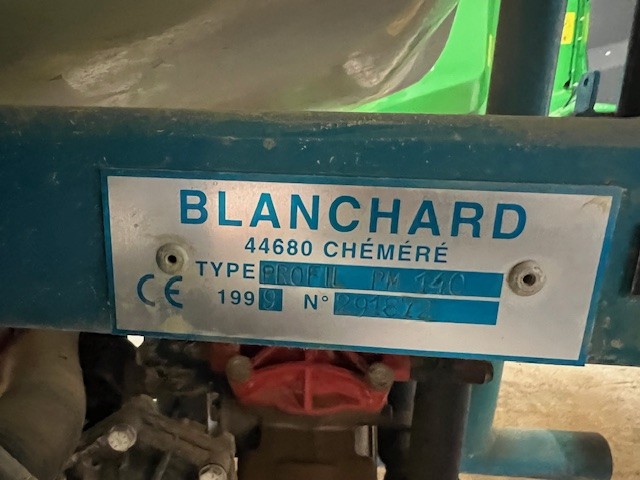 BLANCHARD
44680 CHÉMÉRÉ
TYPE PROFIL PM 140
CE 1999 N°